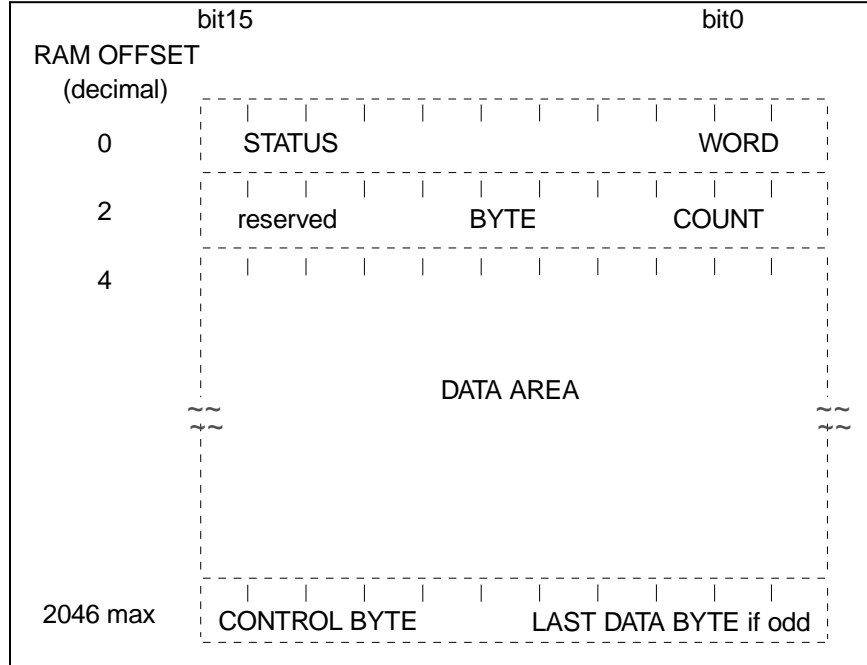 bit15 bit0
RAM OFFSET
(decimal)
0 STATUS WORD
2 reserved BYTE COUNT
4
DATA AREA
2046 max CONTROL BYTE LAST DATA BYTE if odd